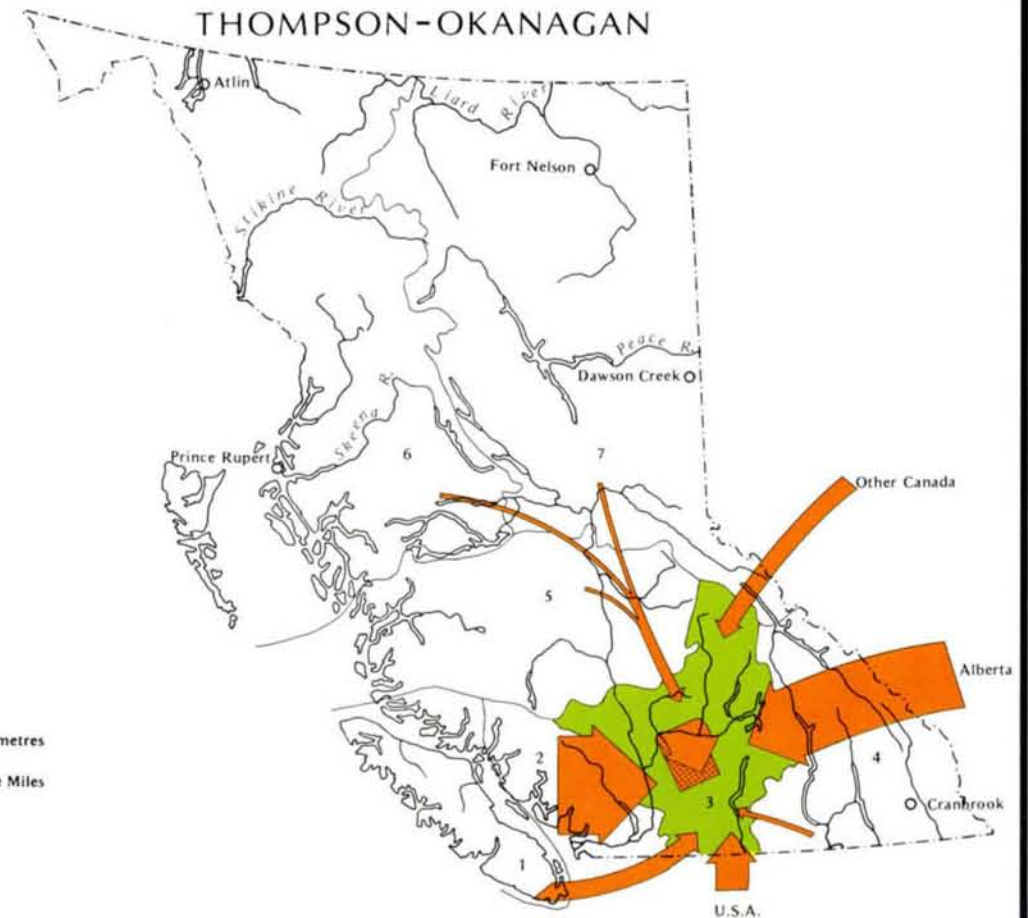 THOMPSON-OKANAGAN
Atlin
Liard River
Fort Nelson
Stikine River
Peace R.
Dawson Creek
Skeena R.
Prince Rupert
6
7
Other Canada
5
Alberta
metres
Miles
2
4
3
Cranbrook
1
U.S.A.